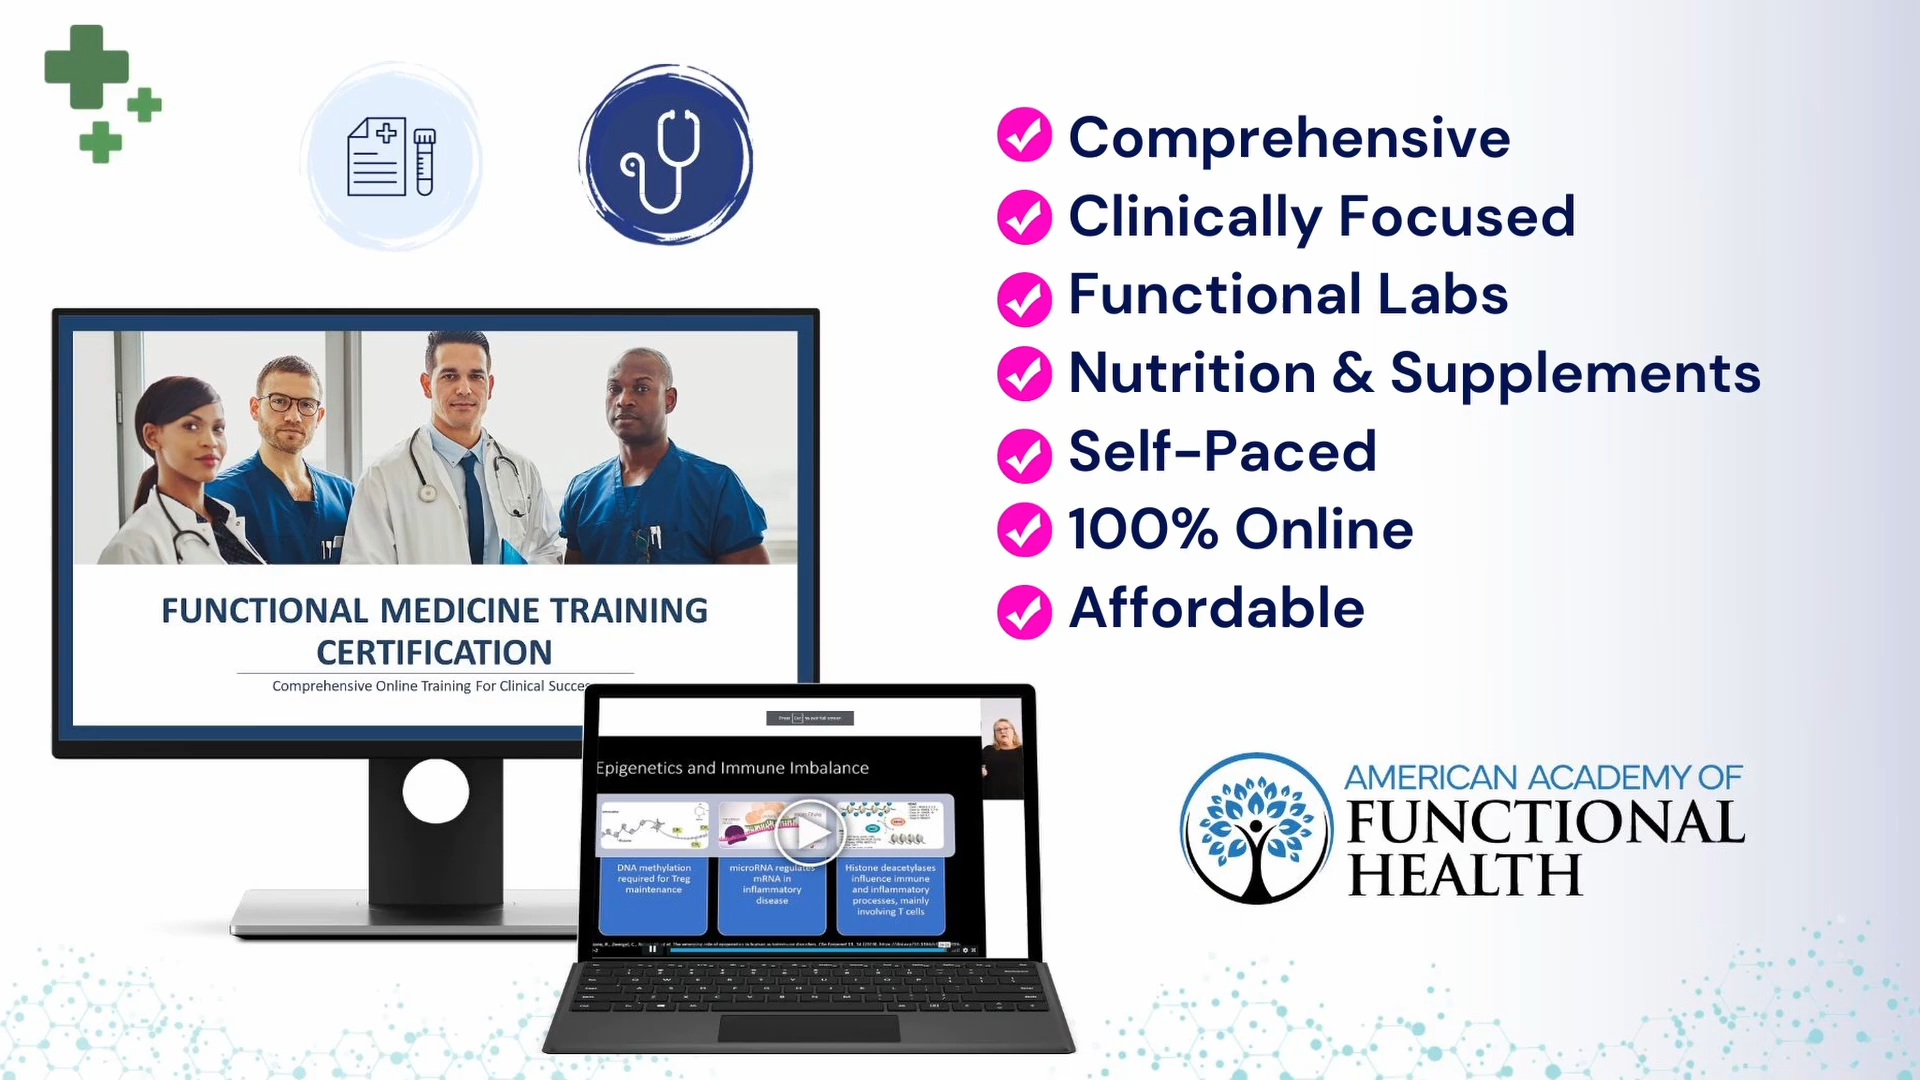 Comprehensive
Clinically Focused
Functional Labs
Nutrition & Supplements
Self-Paced
100% Online
Affordable
FUNCTIONAL MEDICINE TRAINING
CERTIFICATION
Comprehensive Online Training For Clinical Succes
Epigenetics and Immune Imbalance
DNA methylation
required for Treg
maintenance
microRNA regulates
mRNA in
inflammatory
disease
Histone deacetylases
influence immune
and inflammatory
processes, mainly
involving T cells
AMERICAN ACADEMY OF
FUNCTIONAL
HEALTH